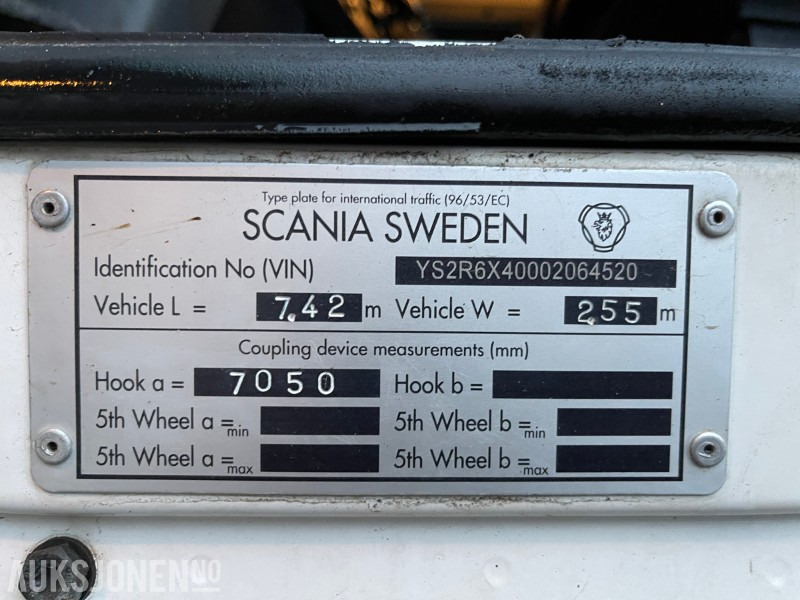 Type plate for international traffic (96/53/EC)
SCANIA SWEDEN
Identification No (VIN) YS2R6X40002064520
Vehicle L = 7,42 m Vehicle W = 2,55 m
Coupling device measurements (mm)
Hook a = 7050 Hook b =
5th Wheel a =min 5th Wheel b =min
5th Wheel a =max 5th Wheel b =max
AUKSJONEN.NO